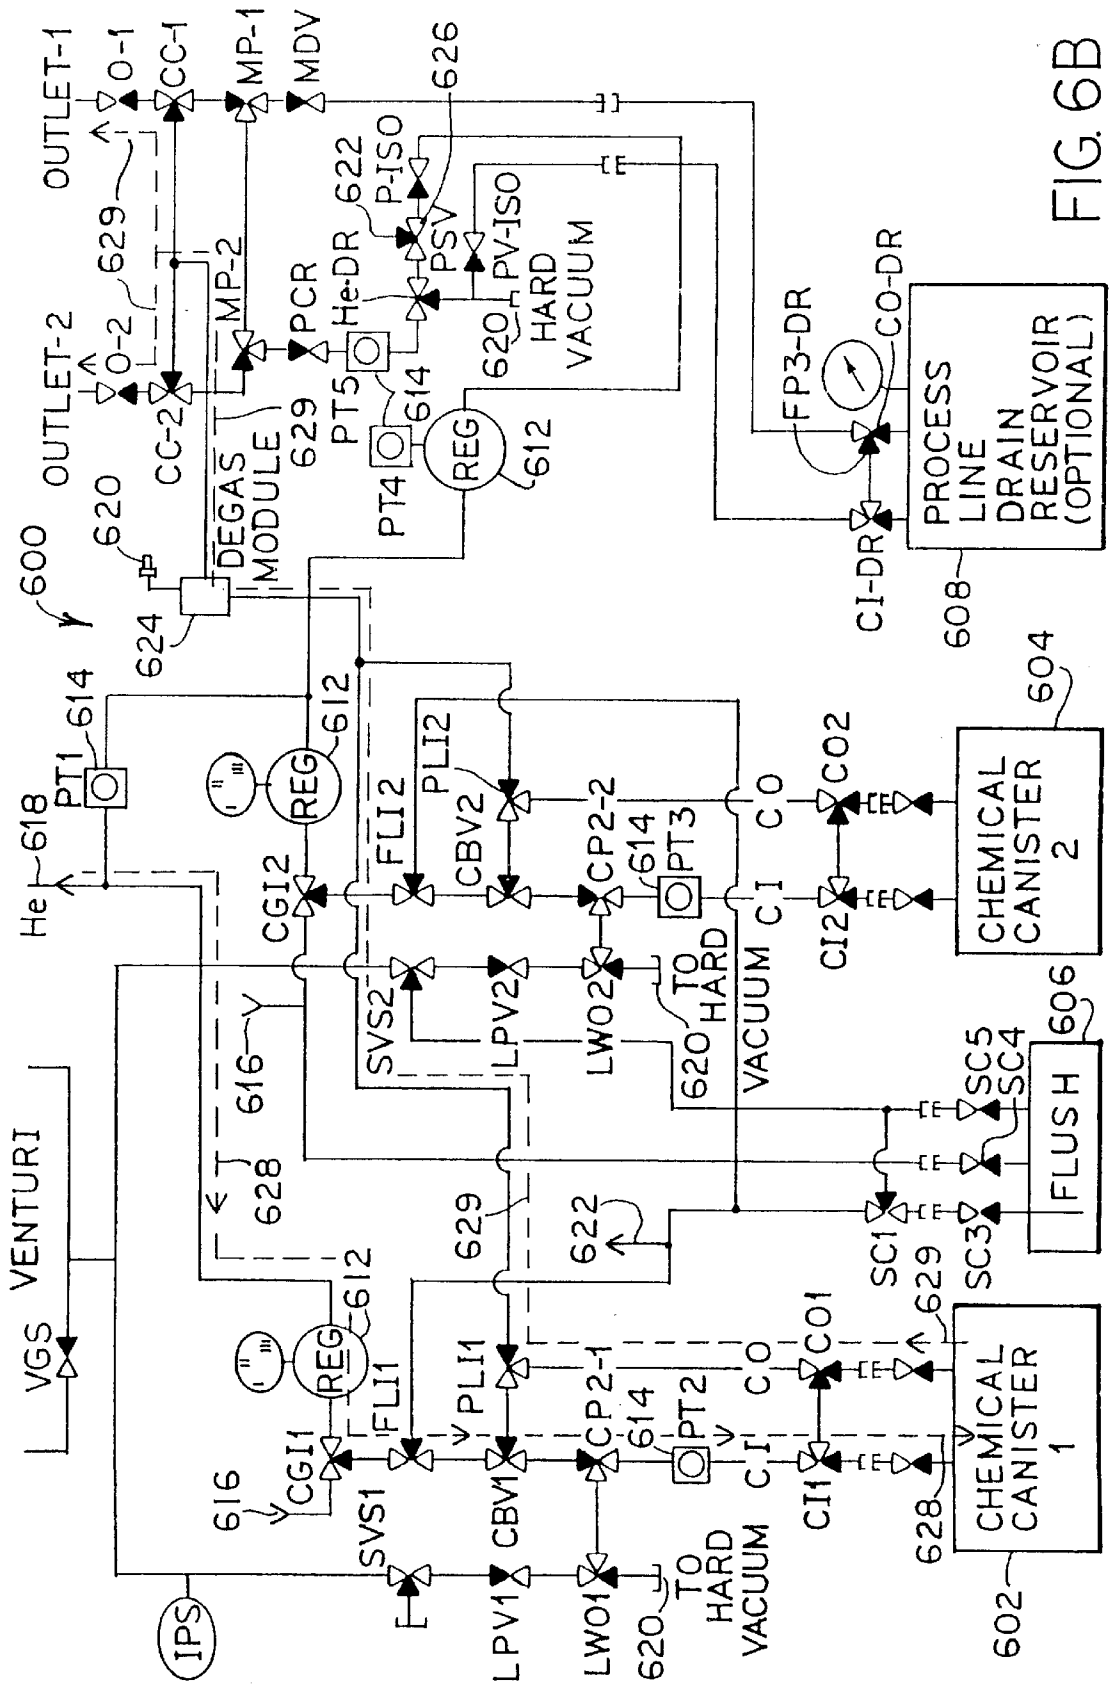 VGS VENTURI
IPS
616
CGI1
SVS1
REG
612
FLI1
628
616
He
618
PT1
614
CGI2
REG
612
FLI2
SVS2
600
620
624
DEGAS
MODULE
629
OUTLET-2
O-2
CC-2
629
MP-2
OUTLET-1
O-1
CC-1
MP-1
MDV
PCR
PT5
He-DR
622
P-ISO
626
PSV
PV-ISO
620
HARD
VACUUM
614
PT4
REG
612
PLI1
629
CBV1
LPV1
CP2-1
LWO1
620
TO
HARD
VACUUM
614
PT2
CI
CO
CI1
CO1
628
629
CHEMICAL
CANISTER
1
602
622
PLI2
CBV2
LPV2
CP2-2
LWO2
620
TO
HARD
VACUUM
614
PT3
CI
CO
CI2
CO2
SC1
SC3
SC5
SC4
FLUSH
606
CHEMICAL
CANISTER
2
604
FP3-DR
CO-DR
CI-DR
608
PROCESS
LINE
DRAIN
RESERVOIR
(OPTIONAL)
FIG. 6B